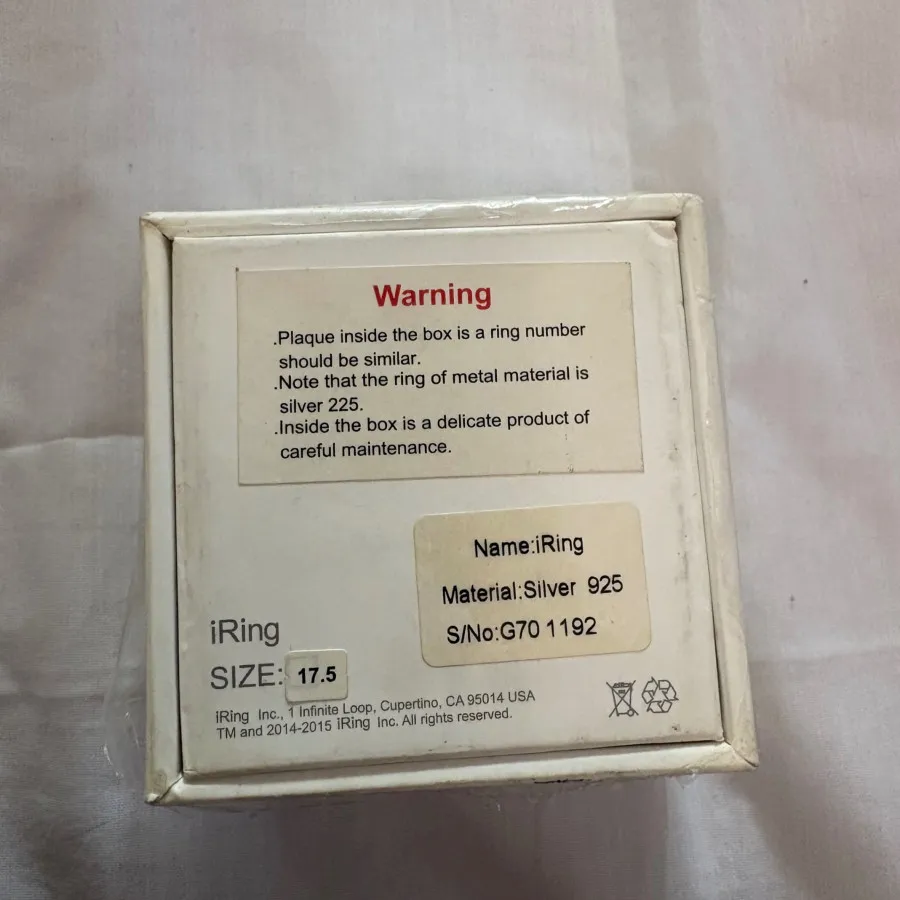 Warning
.Plaque inside the box is a ring number
should be similar.
.Note that the ring of metal material is
silver 225.
.Inside the box is a delicate product of
careful maintenance.
Name:iRing
Material:Silver 925
S/No:G70 1192
iRing
SIZE: 17.5
iRing Inc., 1 Infinite Loop, Cupertino, CA 95014 USA
TM and 2014-2015 iRing Inc. All rights reserved.